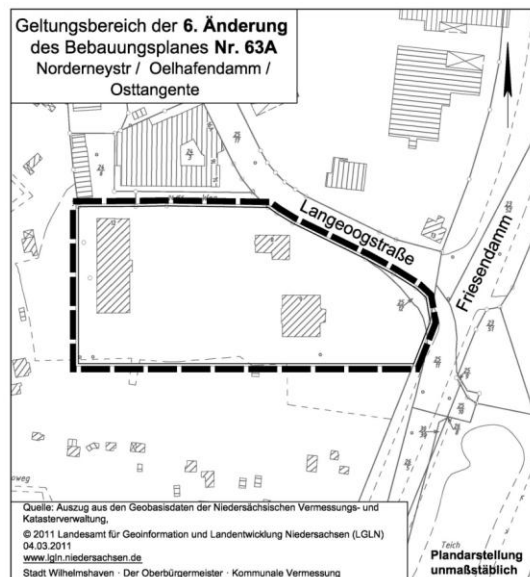 Geltungsbereich der 6. Änderung
des Bebauungsplanes Nr. 63A
Norderneystr / Oelhafendamm /
Osttangente
Langeoogstraße
Friesendamm
Quelle: Auszug aus den Geobasisdaten der Niedersächsischen Vermessungs- und
Katasterverwaltung,
© 2011 Landesamt für Geoinformation und Landentwicklung Niedersachsen (LGLN)
04.03.2011
www.lgln.niedersachsen.de
Stadt Wilhelmshaven · Der Oberbürgermeister · Kommunale Vermessung
Teich
Plandarstellung
unmaßstäblich